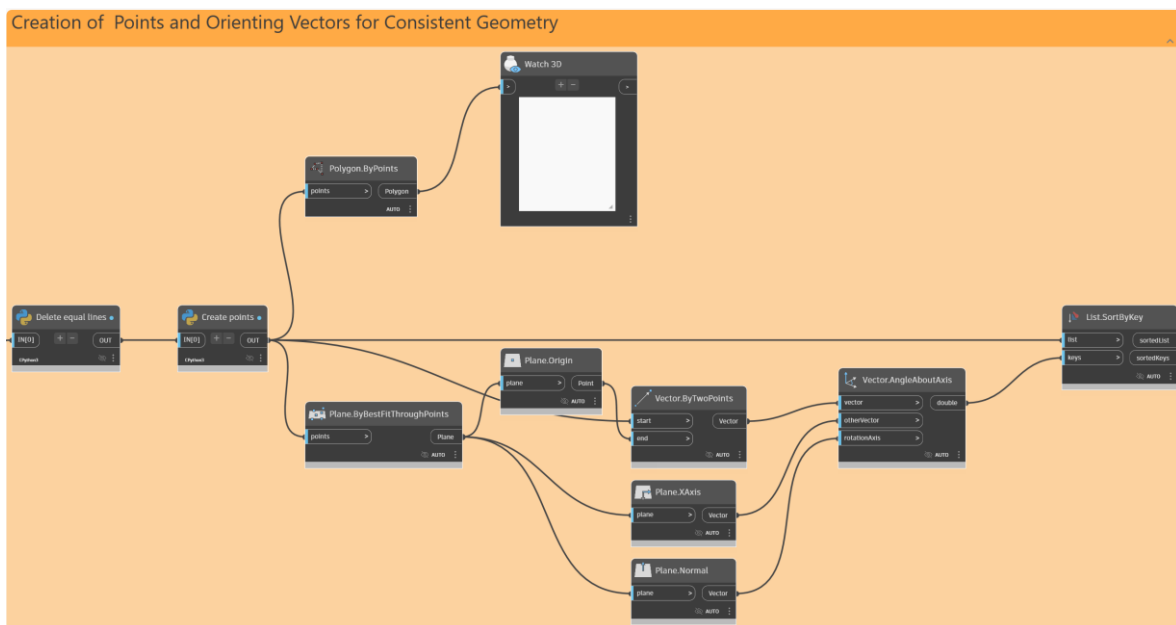 Creation of  Points and Orienting Vectors for Consistent Geometry
Watch 3D
>
+ -
>
Polygon.ByPoints
points >
Polygon
AUTO
Delete equal lines
IN[0]
+ -
OUT
CPython3
Create points
IN[0]
+ -
OUT
CPython3
Plane.ByBestFitThroughPoints
points >
Plane
AUTO
Plane.Origin
plane >
Point
AUTO
Vector.ByTwoPoints
start >
Vector
end >
AUTO
Plane.XAxis
plane >
Vector
AUTO
Plane.Normal
plane >
Vector
AUTO
Vector.AngleAboutAxis
vector >
double
otherVector >
rotationAxis >
AUTO
List.SortByKey
list >
sortedList
keys >
sortedKeys
AUTO